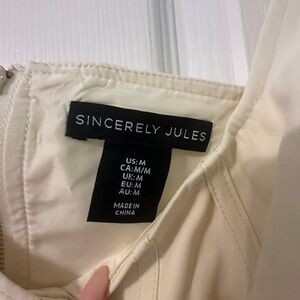 SINCERELY JULES
US:M
CA:M/M
UK:M
EU:M
AU:M
MADE IN
CHINA